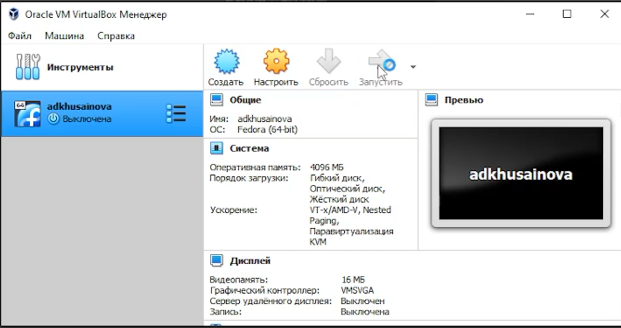 Oracle VM VirtualBox Менеджер
Файл Машина Справка
Инструменты
Создать Настроить Сбросить Запустить
64
adkhusainova
Выключена
Общие
Имя: adkhusainova
ОС: Fedora (64-bit)
Система
Оперативная память: 4096 МБ
Порядок загрузки: Гибкий диск,
Оптический диск,
Жёсткий диск
Ускорение: VT-x/AMD-V, Nested
Paging,
Паравиртуализация
KVM
Превью
adkhusainova
Дисплей
Видеопамять: 16 МБ
Графический контроллер: VMSVGA
Сервер удалённого дисплея: Выключен
Запись: Выключена